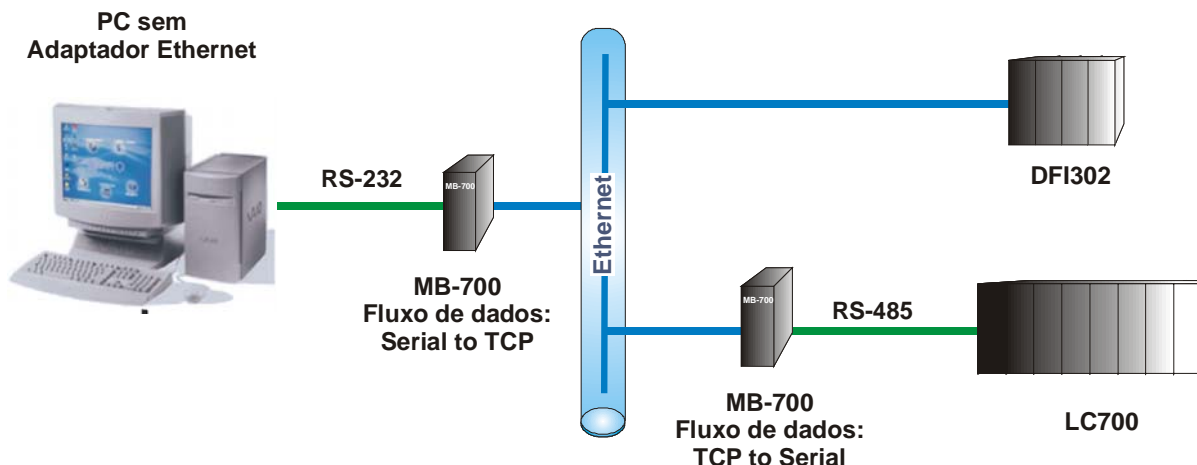 PC sem
Adaptador Ethernet
RS-232
MB-700
MB-700
Fluxo de dados:
Serial to TCP
Ethernet
DFI302
MB-700
RS-485
MB-700
Fluxo de dados:
TCP to Serial
LC700